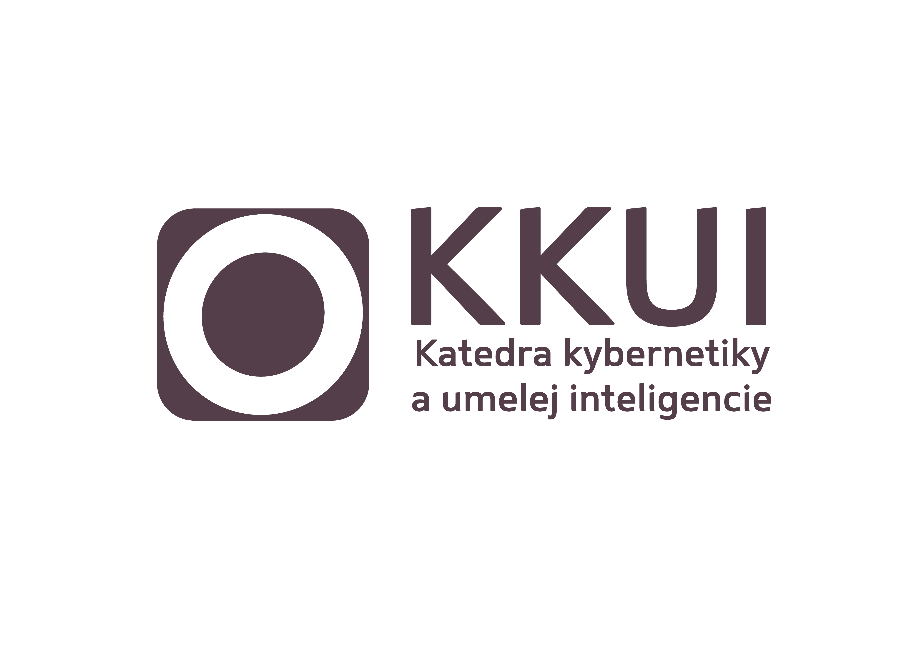 KKUI
Katedra kybernetiky
a umelej inteligencie